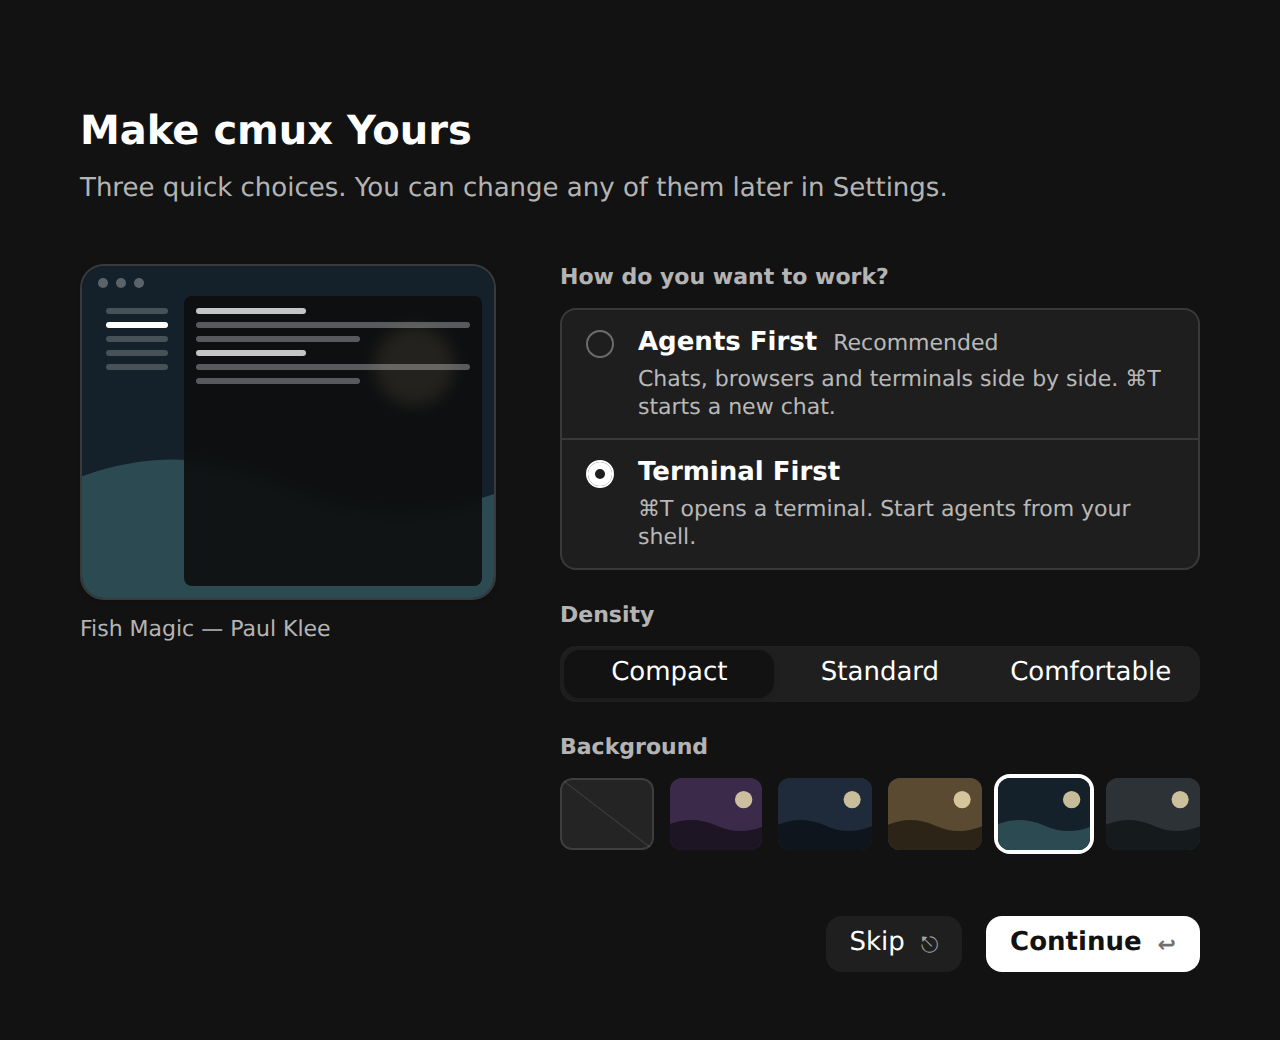 Make cmux Yours
Three quick choices. You can change any of them later in Settings.
Fish Magic — Paul Klee
How do you want to work?
Agents First Recommended
Chats, browsers and terminals side by side. ⌘T
starts a new chat.
Terminal First
⌘T opens a terminal. Start agents from your
shell.
Density
Compact Standard Comfortable
Background
Skip ⎋ Continue ↩